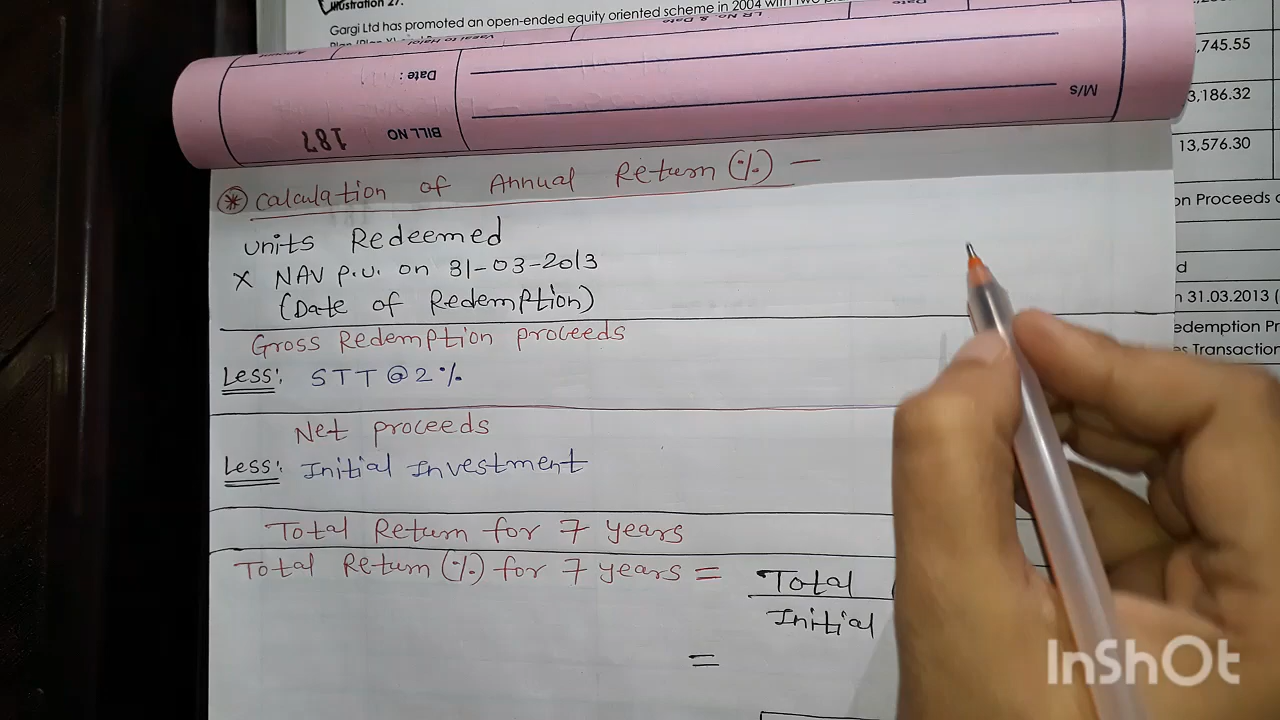 Illustration 27.
Gargi Ltd has promoted an open-ended equity oriented scheme in 2004 with two
Date :
BILL NO 187
M/s
,745.55
3,186.32
13,576.30
on Proceeds
d
n 31.03.2013 (
edemption Pr
es Transaction
* Calculation of Annual Return (%) —
Units Redeemed
X NAV P.U. on 31-03-2013
(Date of Redemption)
Gross Redemption proceeds
Less: STT @ 2%
Net proceeds
Less: Initial Investment
Total Return for 7 years
Total Return (%) for 7 years = Total
Initial
=
InShOt